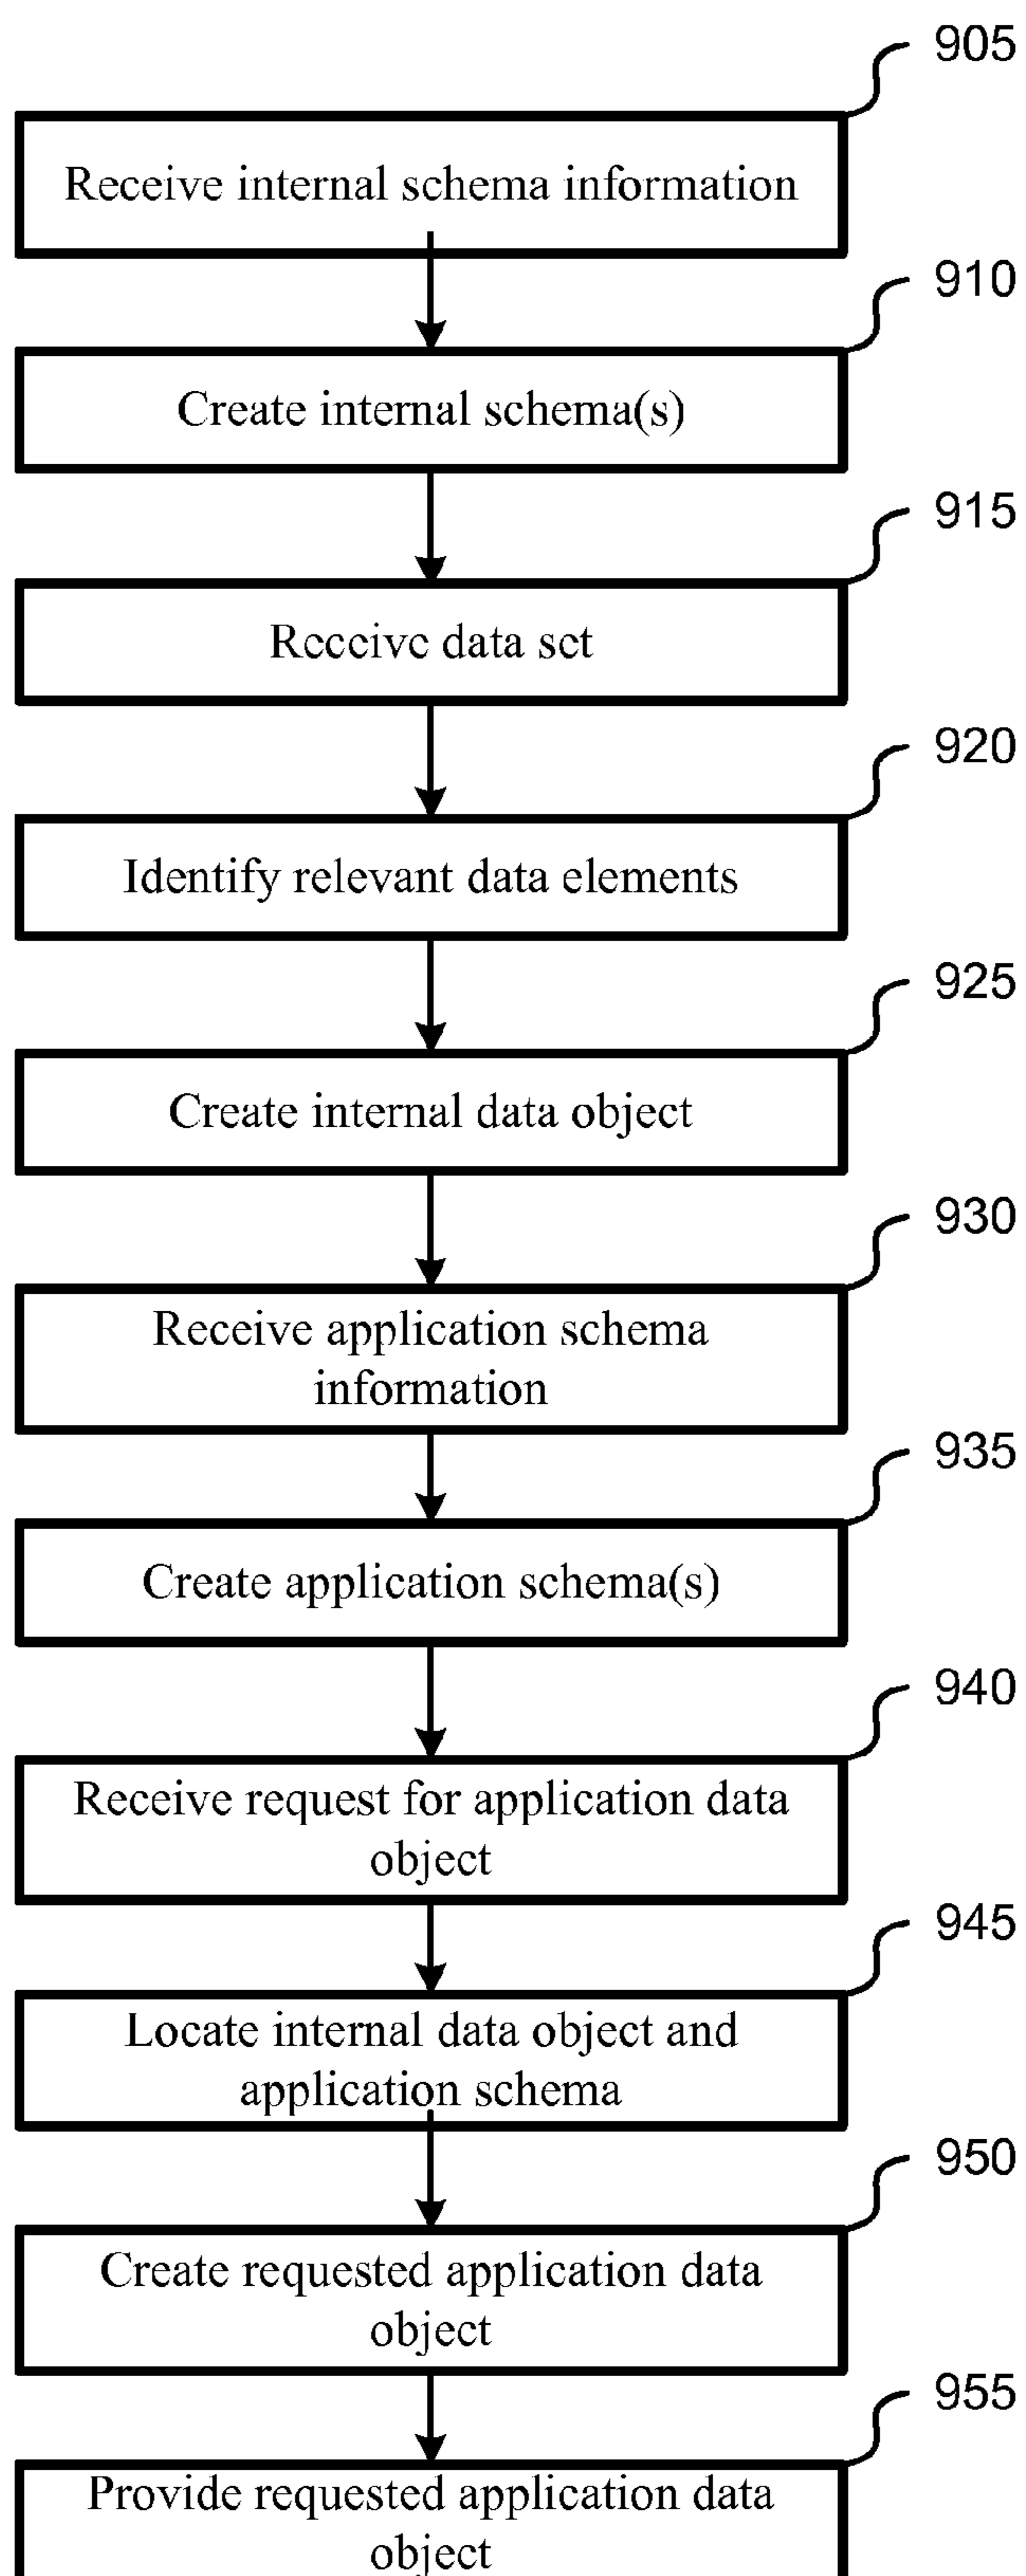 905
Receive internal schema information
910
Create internal schema(s)
915
Receive data set
920
Identify relevant data elements
925
Create internal data object
930
Receive application schema
information
935
Create application schema(s)
940
Receive request for application data
object
945
Locate internal data object and
application schema
950
Create requested application data
object
955
Provide requested application data
object